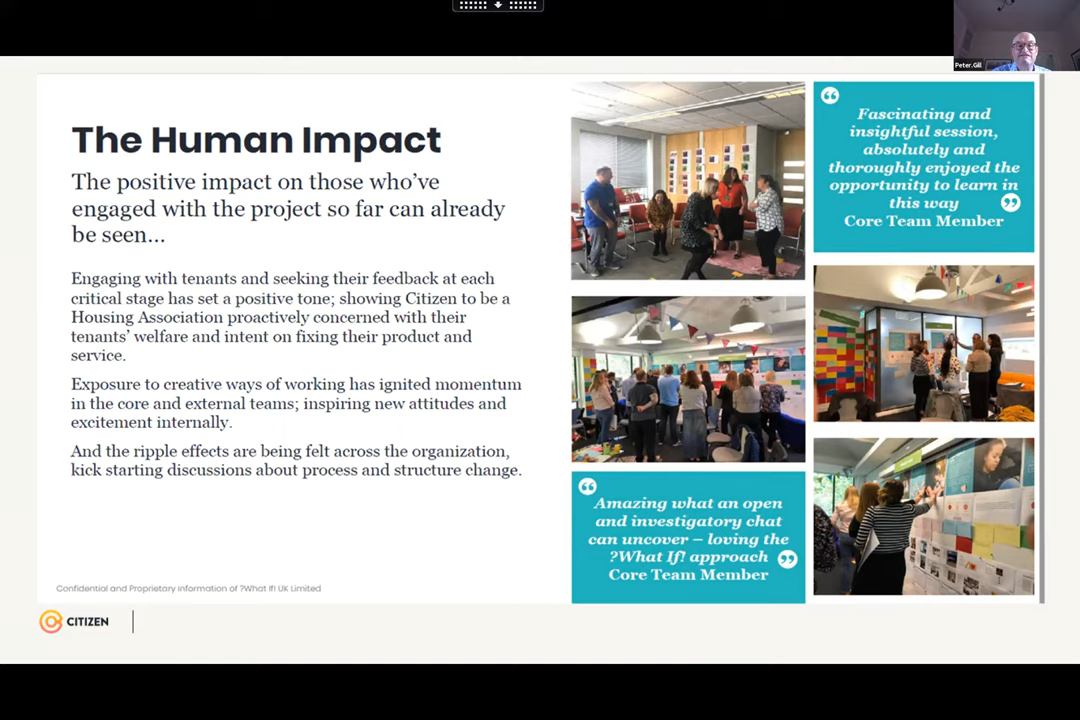 Peter.Gill
The Human Impact
The positive impact on those who've
engaged with the project so far can already
be seen...
Engaging with tenants and seeking their feedback at each
critical stage has set a positive tone; showing Citizen to be a
Housing Association proactively concerned with their
tenants' welfare and intent on fixing their product and
service.
Exposure to creative ways of working has ignited momentum
in the core and external teams; inspiring new attitudes and
excitement internally.
And the ripple effects are being felt across the organization,
kick starting discussions about process and structure change.
“
Fascinating and
insightful session,
absolutely and
thoroughly enjoyed the
opportunity to learn in
this way ”
Core Team Member
“
Amazing what an open
and investigatory chat
can uncover – loving the
?What If! approach ”
Core Team Member
Confidential and Proprietary information of ?What If! UK Limited
CITIZEN